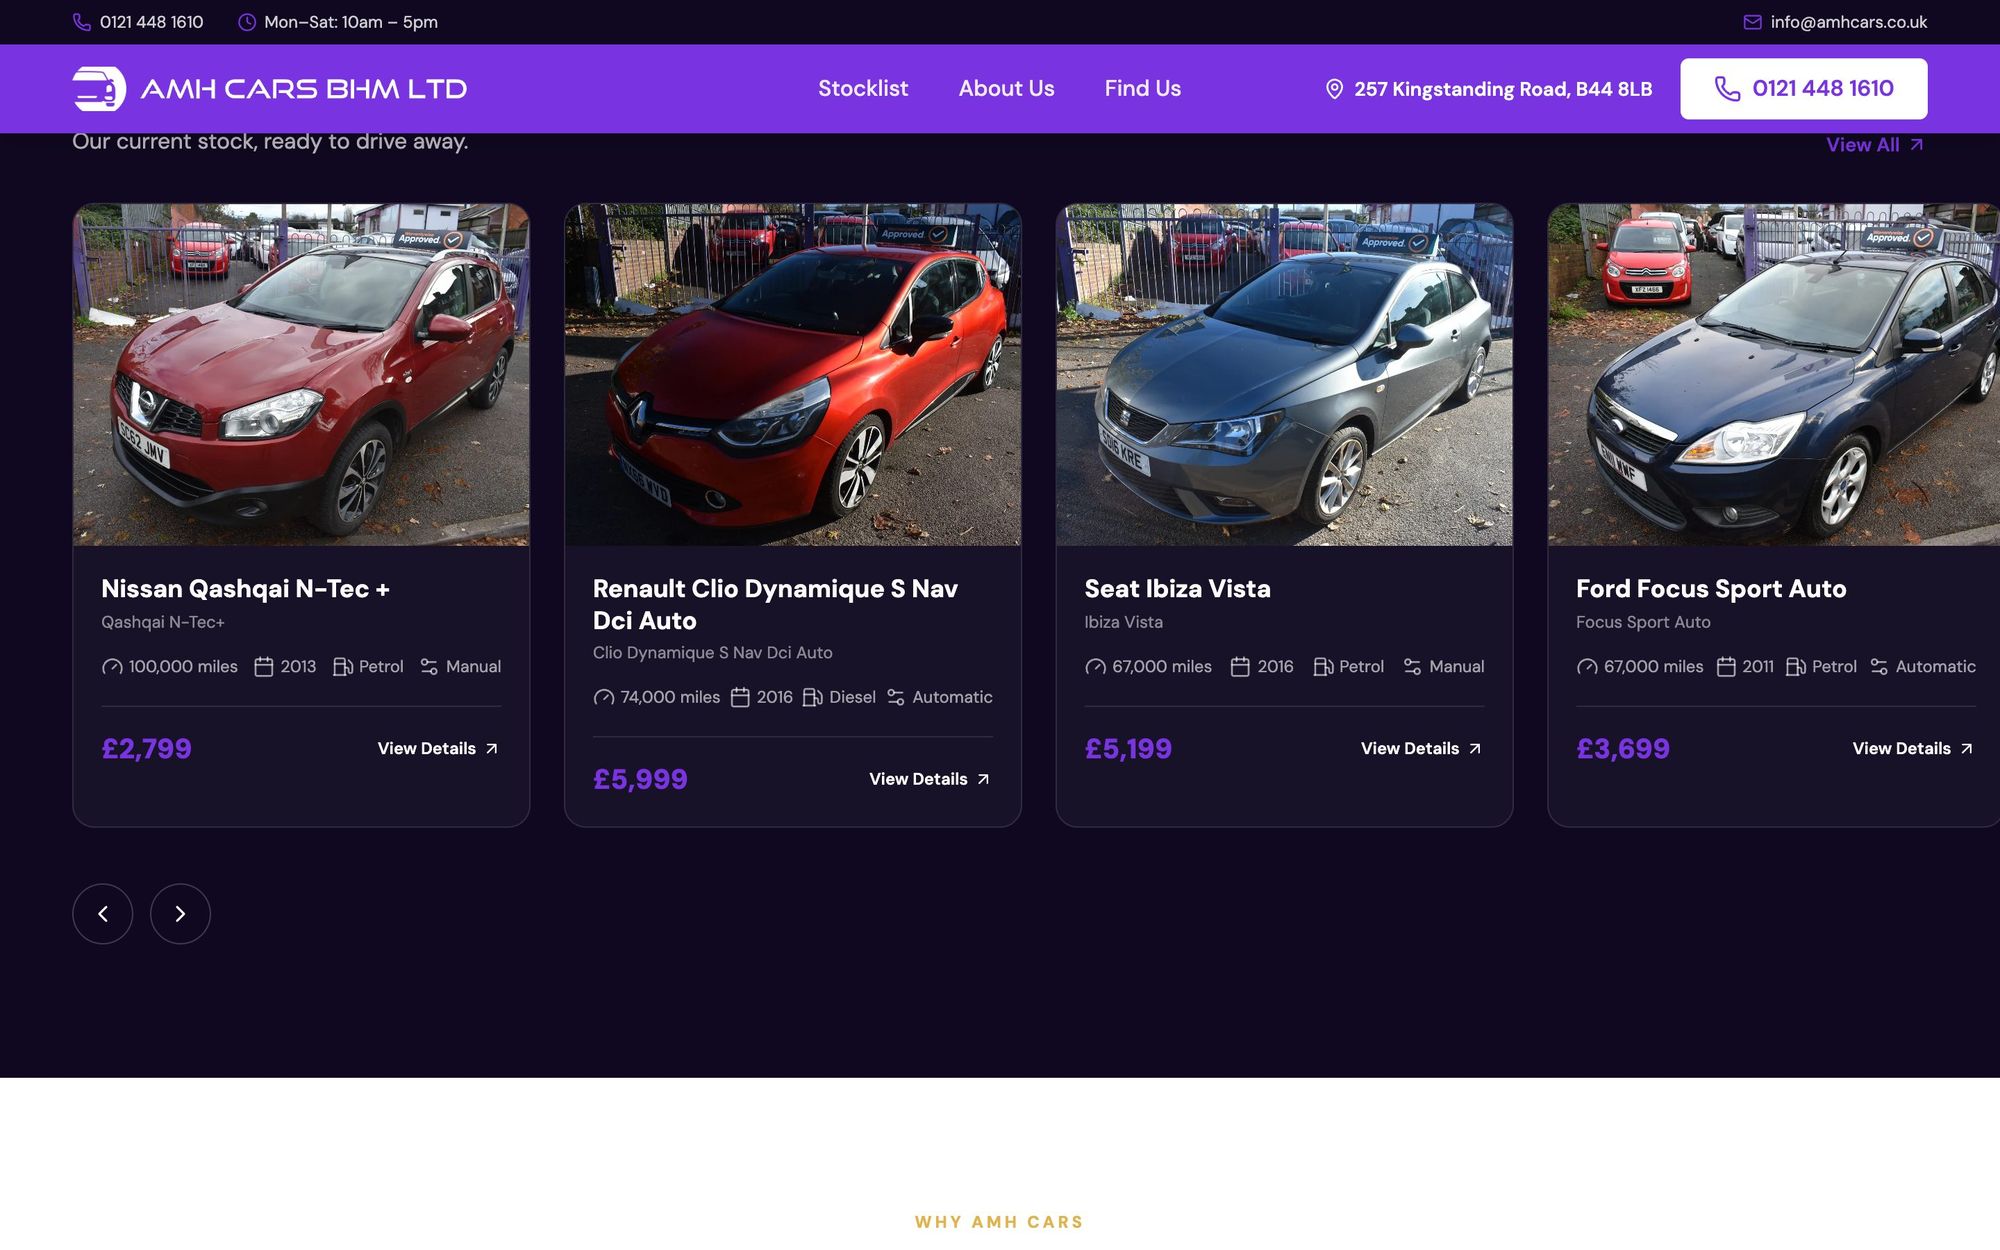 0121 448 1610
Mon–Sat: 10am – 5pm
info@amhcars.co.uk
AMH CARS BHM LTD
Stocklist
About Us
Find Us
257 Kingstanding Road, B44 8LB
0121 448 1610
Our current stock, ready to drive away.
View All
Approved.
SC62 JMV
Nissan Qashqai N-Tec +
Qashqai N-Tec+
100,000 miles
2013
Petrol
Manual
£2,799
View Details
Approved.
Renault Clio Dynamique S Nav
Dci Auto
Clio Dynamique S Nav Dci Auto
74,000 miles
2016
Diesel
Automatic
£5,999
View Details
Approved.
KRE
Seat Ibiza Vista
Ibiza Vista
67,000 miles
2016
Petrol
Manual
£5,199
View Details
Approved.
XFZ 1466
Ford Focus Sport Auto
Focus Sport Auto
67,000 miles
2011
Petrol
Automatic
£3,699
View Details
WHY AMH CARS